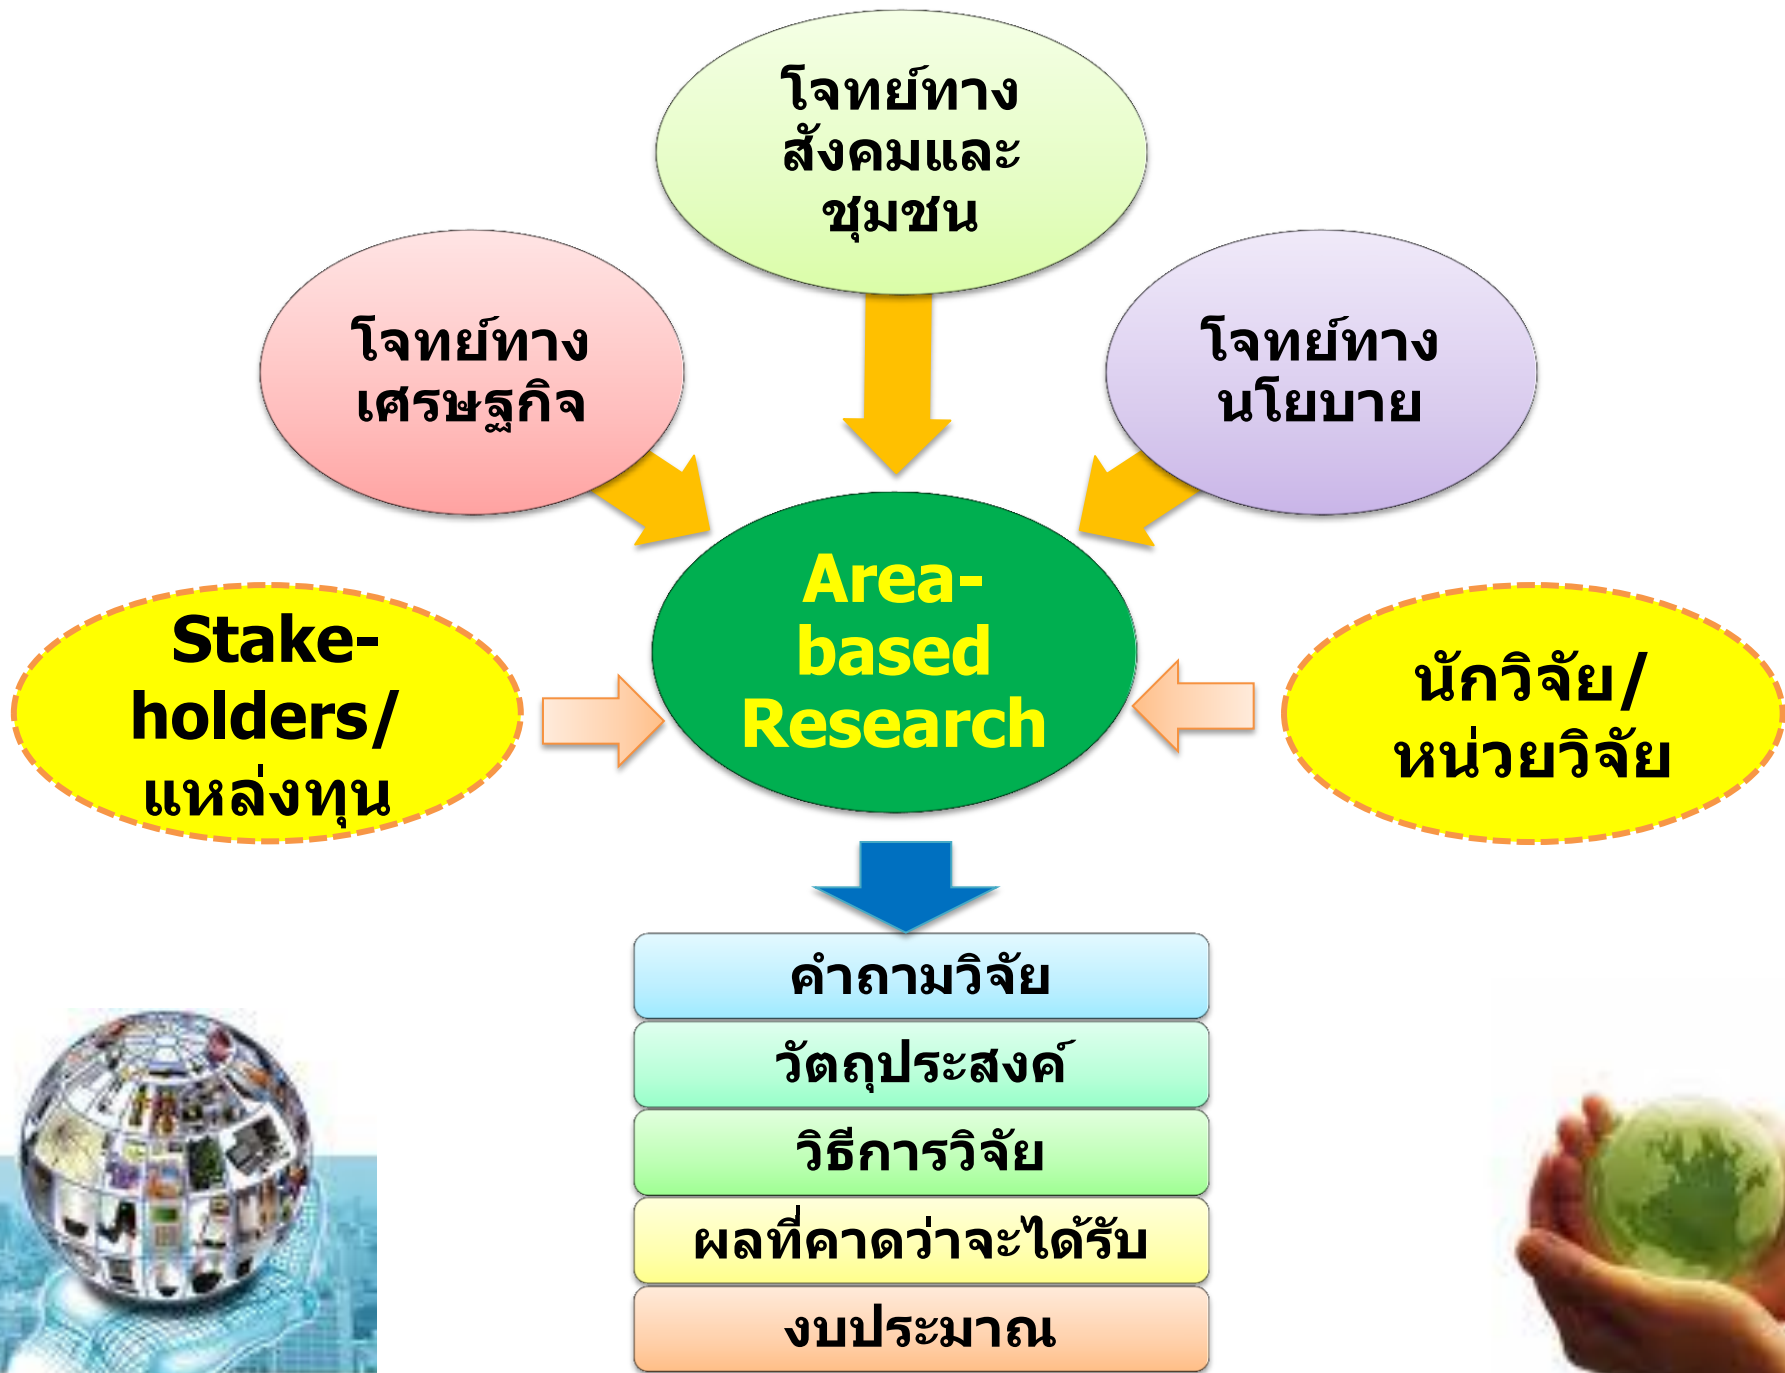 โจทย์ทาง
สังคมและ
ชุมชน
โจทย์ทาง
เศรษฐกิจ
โจทย์ทาง
นโยบาย
Area-
based
Research
Stake-
holders/
แหล่งทุน
นักวิจัย/
หน่วยวิจัย
คำถามวิจัย
วัตถุประสงค์
วิธีการวิจัย
ผลที่คาดว่าจะได้รับ
งบประมาณ